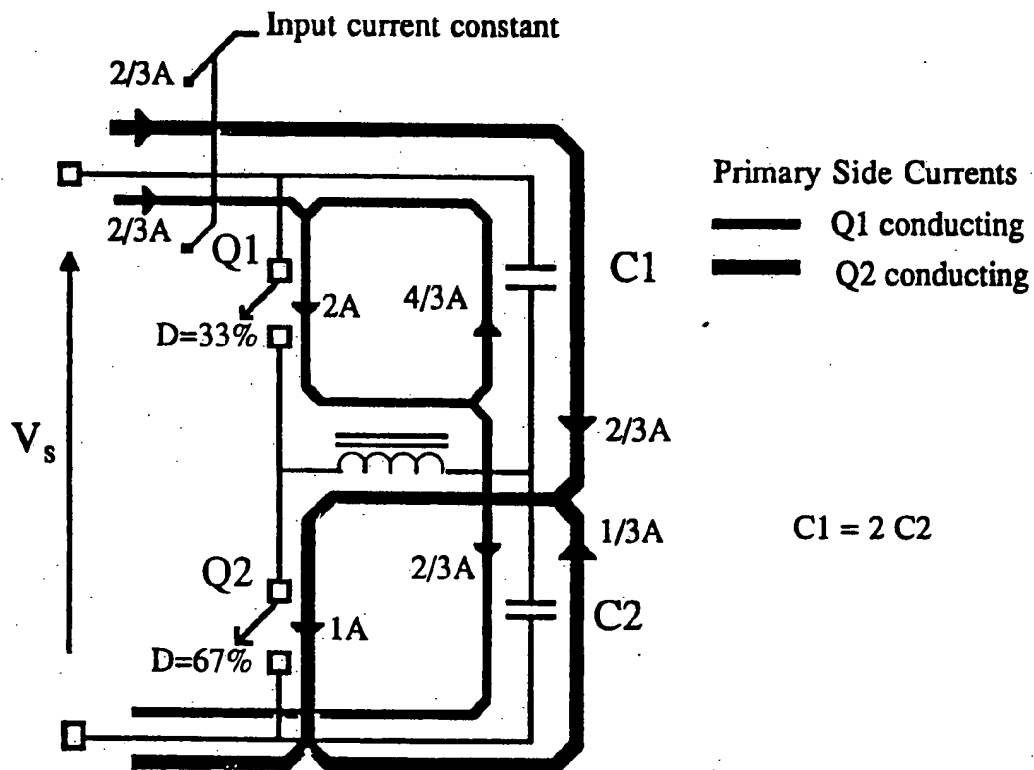 Input current constant
2/3A
2/3A
Primary Side Currents
Q1 conducting
Q2 conducting
Q1
D=33%
2A
4/3A
C1
V_s
2/3A
C1 = 2 C2
1/3A
2/3A
Q2
D=67%
1A
C2